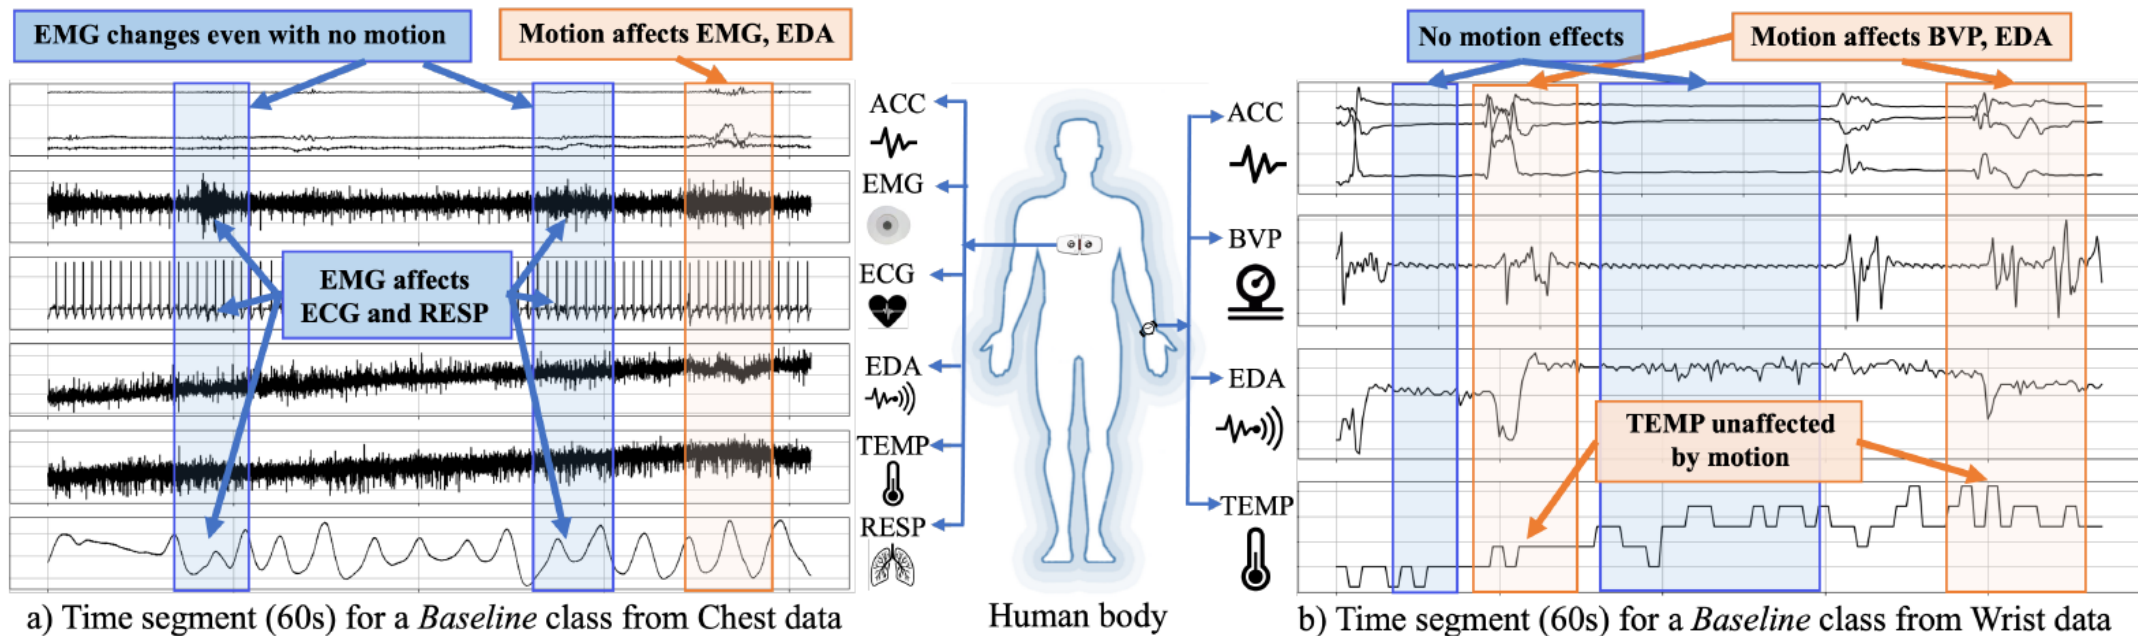 EMG changes even with no motion
Motion affects EMG, EDA
EMG affects
ECG and RESP
ACC
EMG
ECG
EDA
TEMP
RESP
a) Time segment (60s) for a Baseline class from Chest data
Human body
No motion effects
Motion affects BVP, EDA
ACC
BVP
EDA
TEMP
TEMP unaffected
by motion
b) Time segment (60s) for a Baseline class from Wrist data